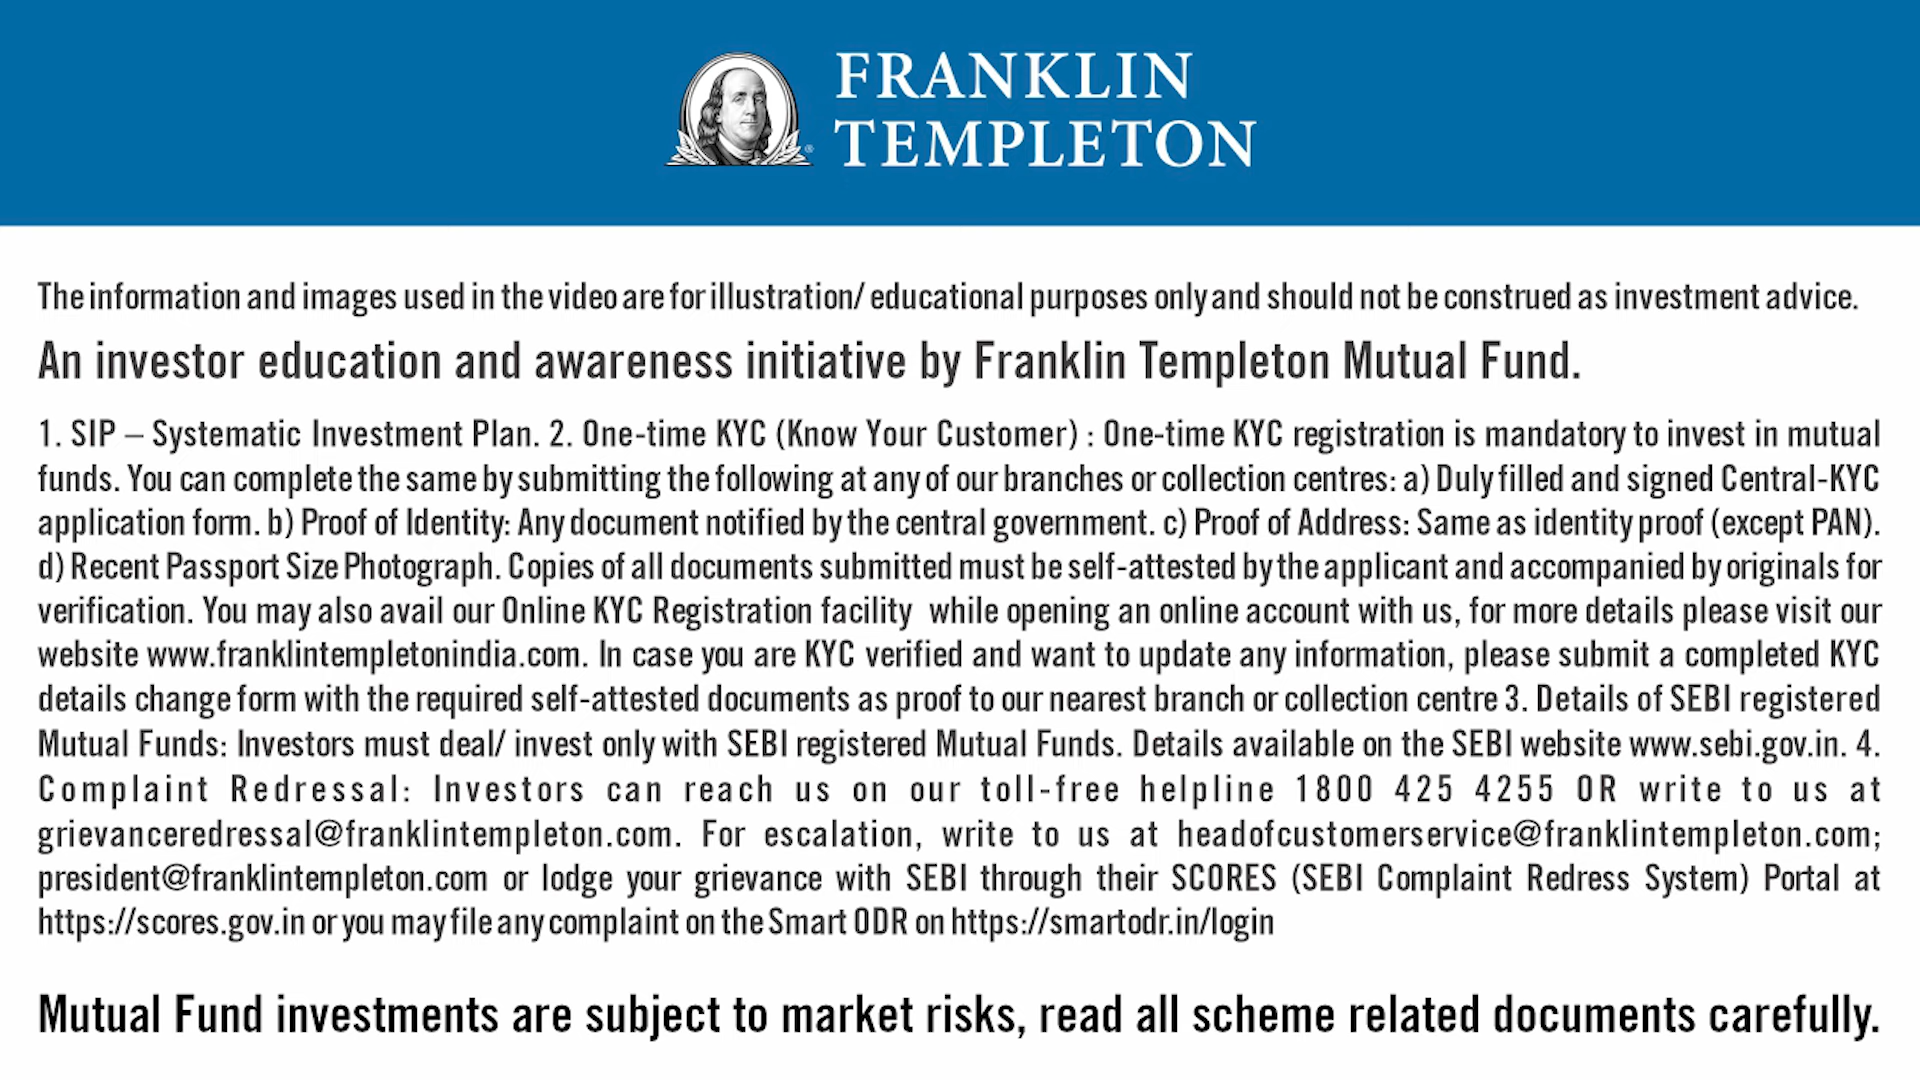 FRANKLIN
TEMPLETON
®
The information and images used in the video are for illustration/ educational purposes only and should not be construed as investment advice.
An investor education and awareness initiative by Franklin Templeton Mutual Fund.
1. SIP – Systematic Investment Plan. 2. One-time KYC (Know Your Customer) : One-time KYC registration is mandatory to invest in mutual
funds. You can complete the same by submitting the following at any of our branches or collection centres: a) Duly filled and signed Central-KYC
application form. b) Proof of Identity: Any document notified by the central government. c) Proof of Address: Same as identity proof (except PAN).
d) Recent Passport Size Photograph. Copies of all documents submitted must be self-attested by the applicant and accompanied by originals for
verification. You may also avail our Online KYC Registration facility while opening an online account with us, for more details please visit our
website www.franklintempletonindia.com. In case you are KYC verified and want to update any information, please submit a completed KYC
details change form with the required self-attested documents as proof to our nearest branch or collection centre 3. Details of SEBI registered
Mutual Funds: Investors must deal/ invest only with SEBI registered Mutual Funds. Details available on the SEBI website www.sebi.gov.in. 4.
Complaint Redressal: Investors can reach us on our toll-free helpline 1800 425 4255 OR write to us at
grievanceredressal@franklintempleton.com. For escalation, write to us at headofcustomerservice@franklintempleton.com;
president@franklintempleton.com or lodge your grievance with SEBI through their SCORES (SEBI Complaint Redress System) Portal at
https://scores.gov.in or you may file any complaint on the Smart ODR on https://smartodr.in/login
Mutual Fund investments are subject to market risks, read all scheme related documents carefully.